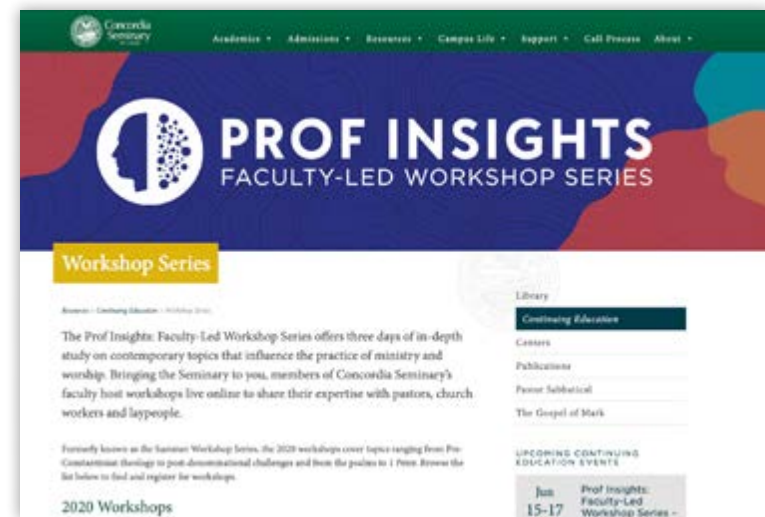 Concordia
Seminary
Academics Admissions Resources Campus Life Support Call Process About
PROF INSIGHTS
FACULTY-LED WORKSHOP SERIES
Workshop Series
Resources Continuing Education Workshop Series
The Prof Insights: Faculty-Led Workshop Series offers three days of in-depth
study on contemporary topics that influence the practice of ministry and
worship. Bringing the Seminary to you, members of Concordia Seminary's
faculty host workshops live online to share their expertise with pastors, church
workers and laypeople.
Formerly known as the Summer Workshop Series, the 2020 workshops cover topics ranging from Pre-
Constantinian theology to post-denominational challenges and from the psalms to 1 Peter. Browse the
list below to find and register for workshops.
2020 Workshops
Library
Continuing Education
Centers
Publications
Pastor Sabbatical
The Gospel of Mark
UPCOMING CONTINUING
EDUCATION EVENTS
Jun
15-17
Prof Insights:
Faculty-Led
Workshop Series –